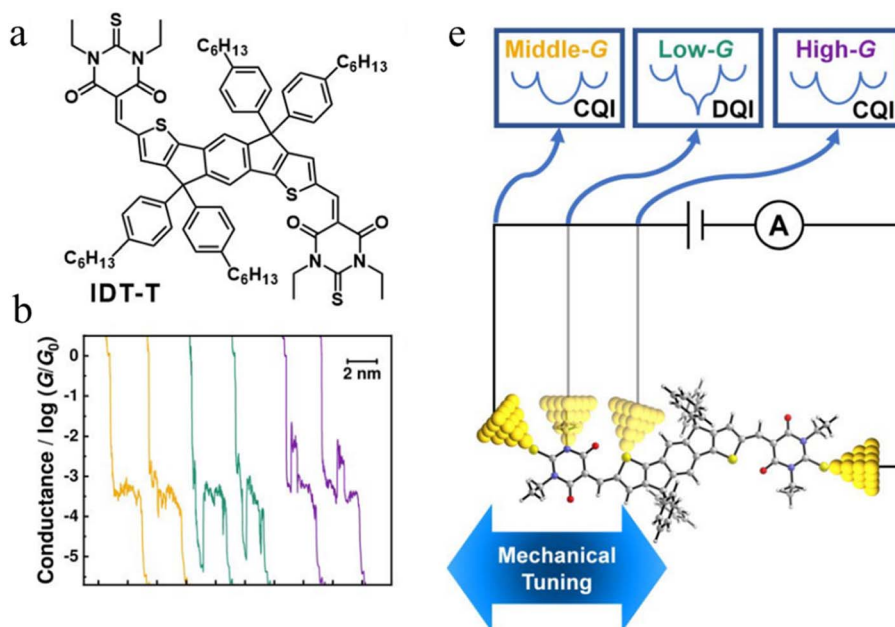 a
N
S
N
O
O
C₆H₁₃
C₆H₁₃
S
S
O
O
C₆H₁₃
C₆H₁₃
N
N
S
IDT-T
b
Conductance / log (G/G₀)
0
-1
-2
-3
-4
-5
2 nm
e
Middle-G
CQI
Low-G
DQI
High-G
CQI
A
Mechanical
Tuning